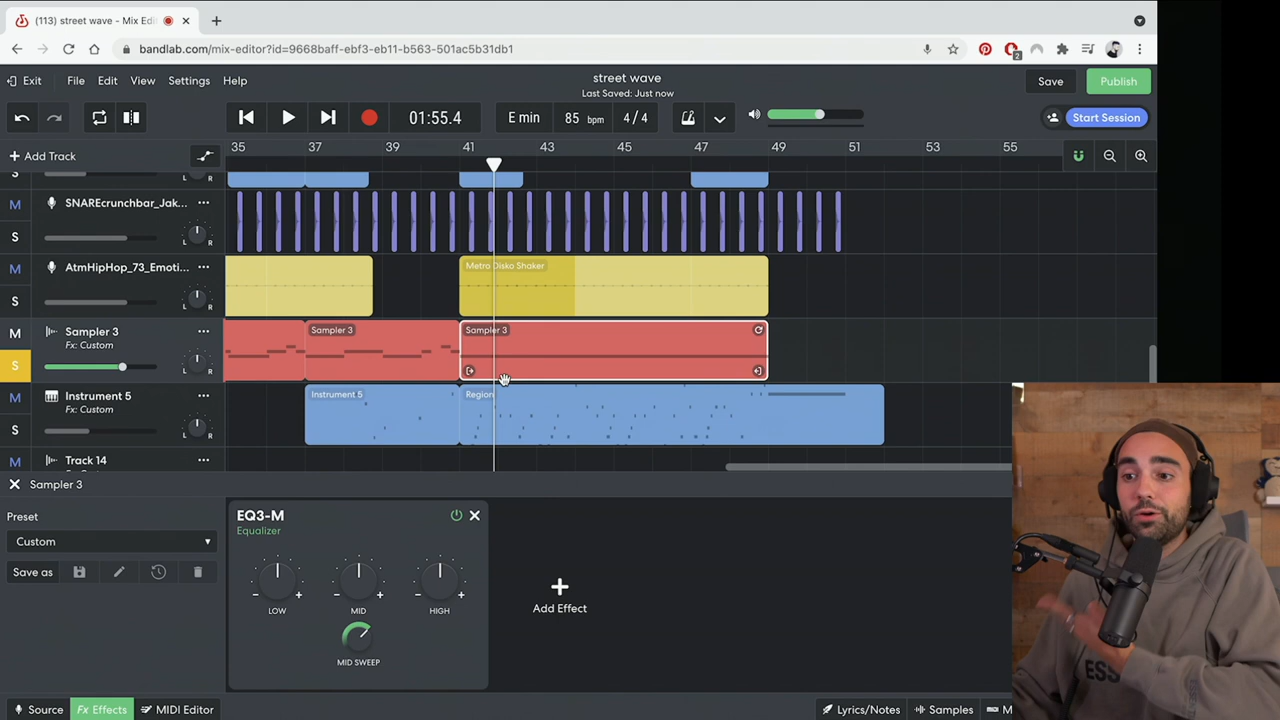 (113) street wave - Mix Edi
bandlab.com/mix-editor?id=9668baff-ebf3-eb11-b563-501ac5b31db1
2
Exit File Edit View Settings Help
street wave
Last Saved: Just now
Save Publish
01:55.4 E min 85 bpm 4 / 4
Start Session
Add Track
35 37 39 41 43 45 47 49 51 53 55
S L R
M SNAREcrunchbar_Jak...
S L R
M AtmHipHop_73_Emoti...
S L R
Metro Disko Shaker
M Sampler 3
Fx: Custom
S L R
Sampler 3 Sampler 3
M Instrument 5
Fx: Custom
S L R
Instrument 5 Region
M Track 14
Sampler 3
Preset
Custom
Save as
EQ3-M
Equalizer
LOW MID HIGH
MID SWEEP
Add Effect
Source Fx Effects MIDI Editor Lyrics/Notes Samples M
ESS